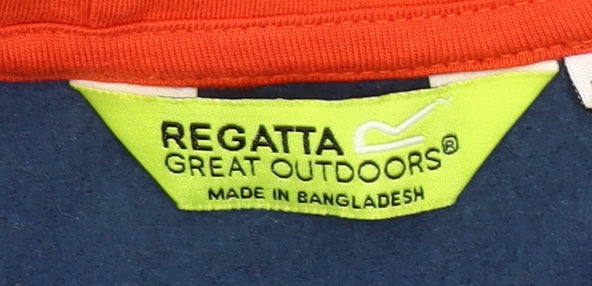 REGATTA
GREAT OUTDOORS®
MADE IN BANGLADESH